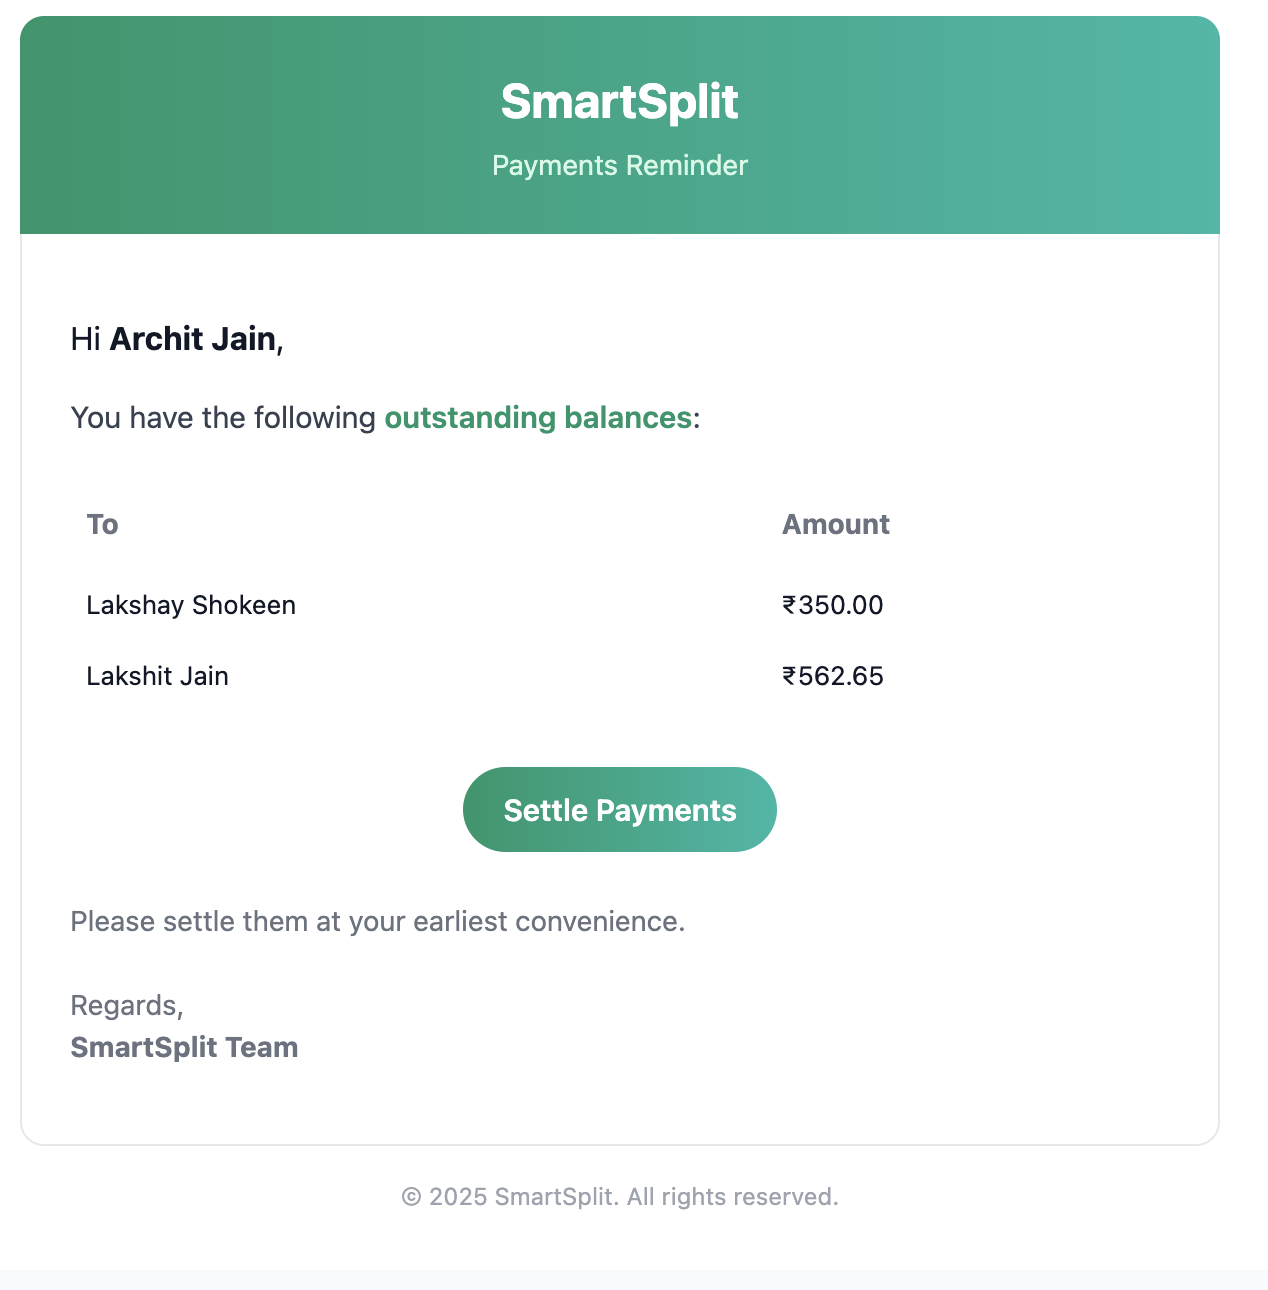 SmartSplit
Payments Reminder
Hi Archit Jain,
You have the following outstanding balances:
To Amount
Lakshay Shokeen ₹350.00
Lakshit Jain ₹562.65
Settle Payments
Please settle them at your earliest convenience.
Regards,
SmartSplit Team
© 2025 SmartSplit. All rights reserved.